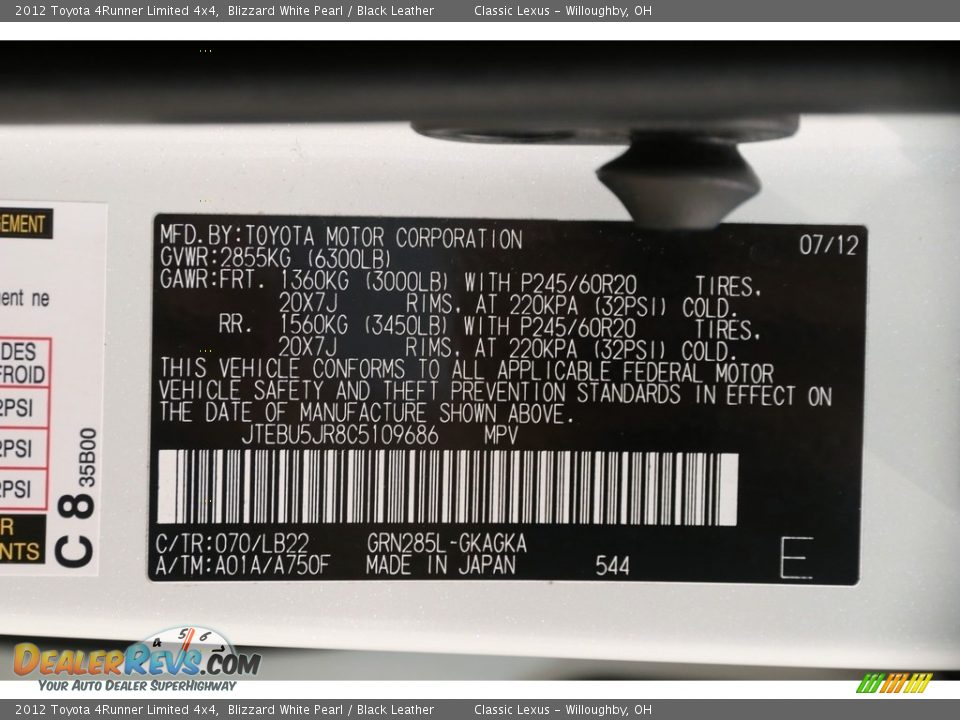 2012 Toyota 4Runner Limited 4x4, Blizzard White Pearl / Black Leather Classic Lexus - Willoughby, OH
MFD.BY:TOYOTA MOTOR CORPORATION 07/12
GVWR:2855KG (6300LB)
GAWR:FRT. 1360KG (3000LB) WITH P245/60R20 TIRES,
20X7J RIMS, AT 220KPA (32PSI) COLD.
RR. 1560KG (3450LB) WITH P245/60R20 TIRES,
20X7J RIMS, AT 220KPA (32PSI) COLD.
THIS VEHICLE CONFORMS TO ALL APPLICABLE FEDERAL MOTOR
VEHICLE SAFETY AND THEFT PREVENTION STANDARDS IN EFFECT ON
THE DATE OF MANUFACTURE SHOWN ABOVE.
JTEBU5JR8C5109686 MPV
C/TR:070/LB22 GRN285L-GKAGKA
A/TM:A01A/A750F MADE IN JAPAN 544 E
EMENT
ent ne
DES
FROID
2PSI
2PSI
2PSI
R
NTS
C 8 35B00
4 5 6
DealerRevs.com
Your Auto Dealer SuperHighway
2012 Toyota 4Runner Limited 4x4, Blizzard White Pearl / Black Leather Classic Lexus - Willoughby, OH